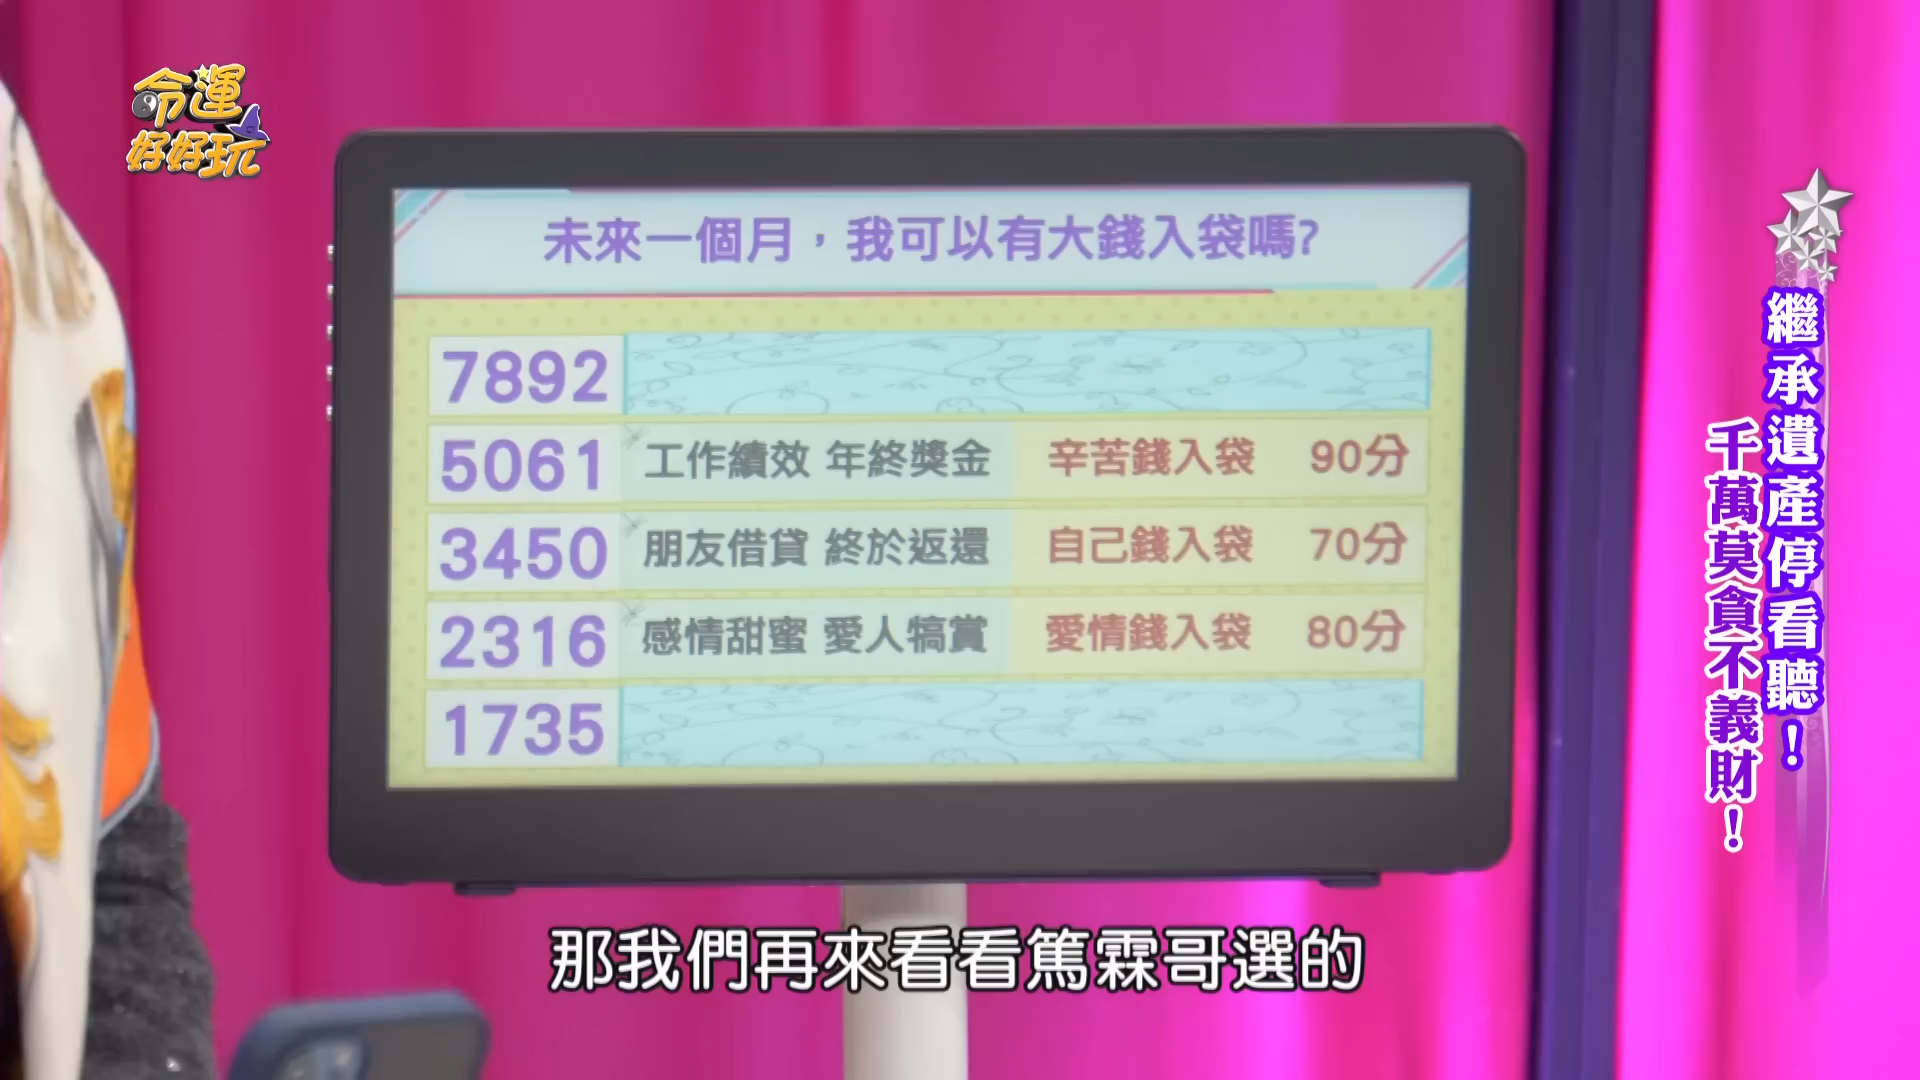 命運
好好玩
未來一個月，我可以有大錢入袋嗎?
7892
5061 工作績效 年終獎金 辛苦錢入袋 90分
3450 朋友借貸 終於返還 自己錢入袋 70分
2316 感情甜蜜 愛人犒賞 愛情錢入袋 80分
1735
繼承遺產停看聽！
千萬莫貪不義財！
那我們再來看看篤霖哥選的